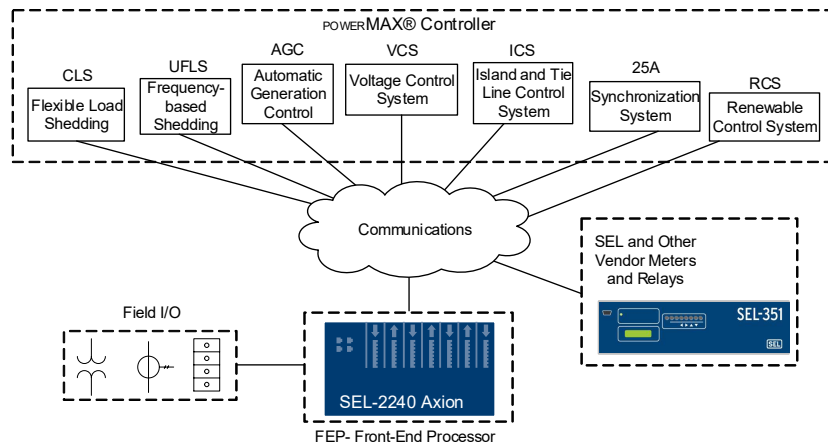 POWERMAX® Controller
CLS
Flexible Load
Shedding
UFLS
Frequency-
based
Shedding
AGC
Automatic
Generation
Control
VCS
Voltage Control
System
ICS
Island and Tie
Line Control
System
25A
Synchronization
System
RCS
Renewable
Control System
Communications
SEL and Other
Vendor Meters
and Relays
SEL-351
SEL
Field I/O
SEL-2240 Axion
FEP- Front-End Processor